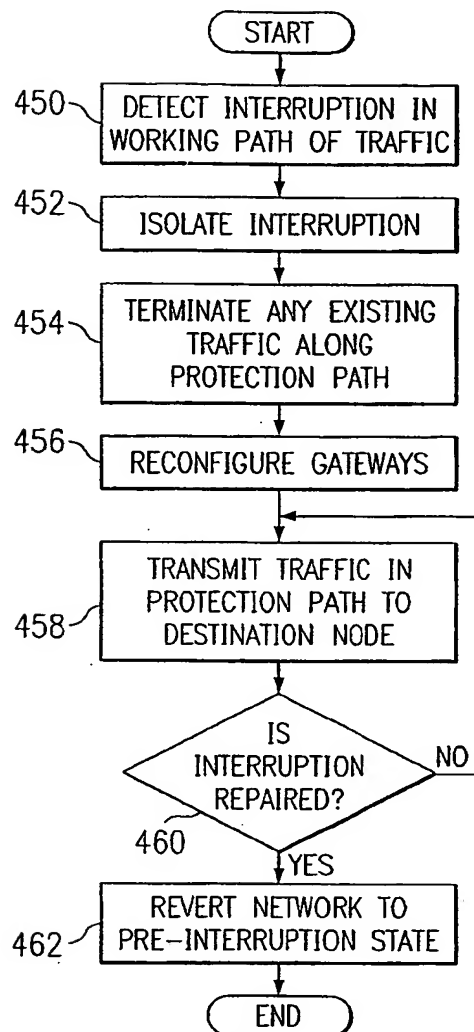 START
450
DETECT INTERRUPTION IN
WORKING PATH OF TRAFFIC
452
ISOLATE INTERRUPTION
454
TERMINATE ANY EXISTING
TRAFFIC ALONG
PROTECTION PATH
456
RECONFIGURE GATEWAYS
458
TRANSMIT TRAFFIC IN
PROTECTION PATH TO
DESTINATION NODE
IS
INTERRUPTION
REPAIRED?
NO
460
YES
462
REVERT NETWORK TO
PRE-INTERRUPTION STATE
END